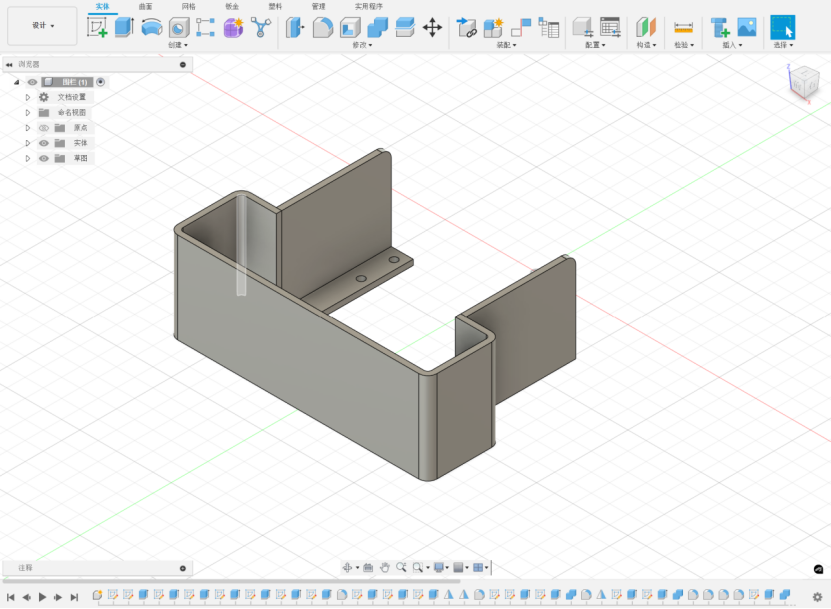 实体 曲面 网格 钣金 塑料 管理 实用程序
设计
创建 修改 装配 配置 构造 检验 插入 选择
浏览器
围栏 (1)
文档设置
命名视图
原点
实体
草图
注释
Z
X